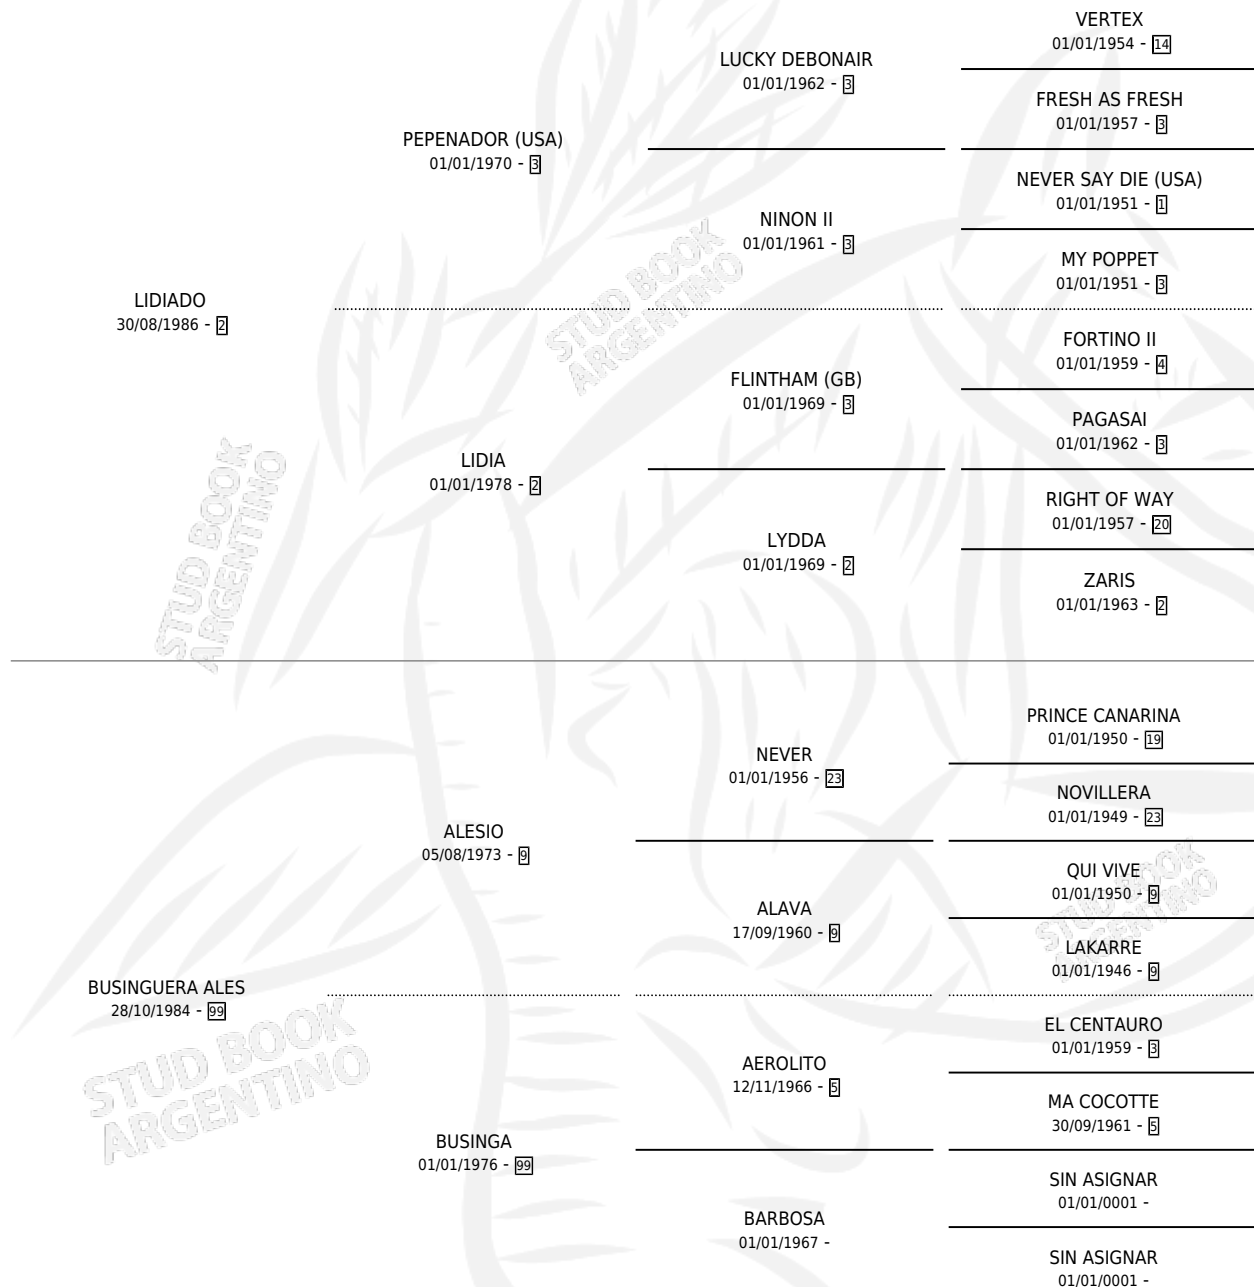 VERTEX
01/01/1954 - 14
LUCKY DEBONAIR
01/01/1962 - 3
FRESH AS FRESH
01/01/1957 - 3
PEPENADOR (USA)
01/01/1970 - 3
NEVER SAY DIE (USA)
01/01/1951 - 1
NINON II
01/01/1961 - 3
MY POPPET
01/01/1951 - 3
LIDIADO
30/08/1986 - 2
FORTINO II
01/01/1959 - 4
FLINTHAM (GB)
01/01/1969 - 3
PAGASAI
01/01/1962 - 3
LIDIA
01/01/1978 - 2
RIGHT OF WAY
01/01/1957 - 20
LYDDA
01/01/1969 - 2
ZARIS
01/01/1963 - 2
STUD BOOK
ARGENTINO
STUD BOOK
ARGENTINO
PRINCE CANARINA
01/01/1950 - 19
NEVER
01/01/1956 - 23
NOVILLERA
01/01/1949 - 23
ALESIO
05/08/1973 - 9
QUI VIVE
01/01/1950 - 9
ALAVA
17/09/1960 - 9
LAKARRE
01/01/1946 - 9
STUD BOOK
ARGENTINO
BUSINGUERA ALES
28/10/1984 - 99
EL CENTAURO
01/01/1959 - 3
AEROLITO
12/11/1966 - 5
MA COCOTTE
30/09/1961 - 5
STUD BOOK
ARGENTINO
BUSINGA
01/01/1976 - 99
SIN ASIGNAR
01/01/0001 -
BARBOSA
01/01/1967 -
SIN ASIGNAR
01/01/0001 -